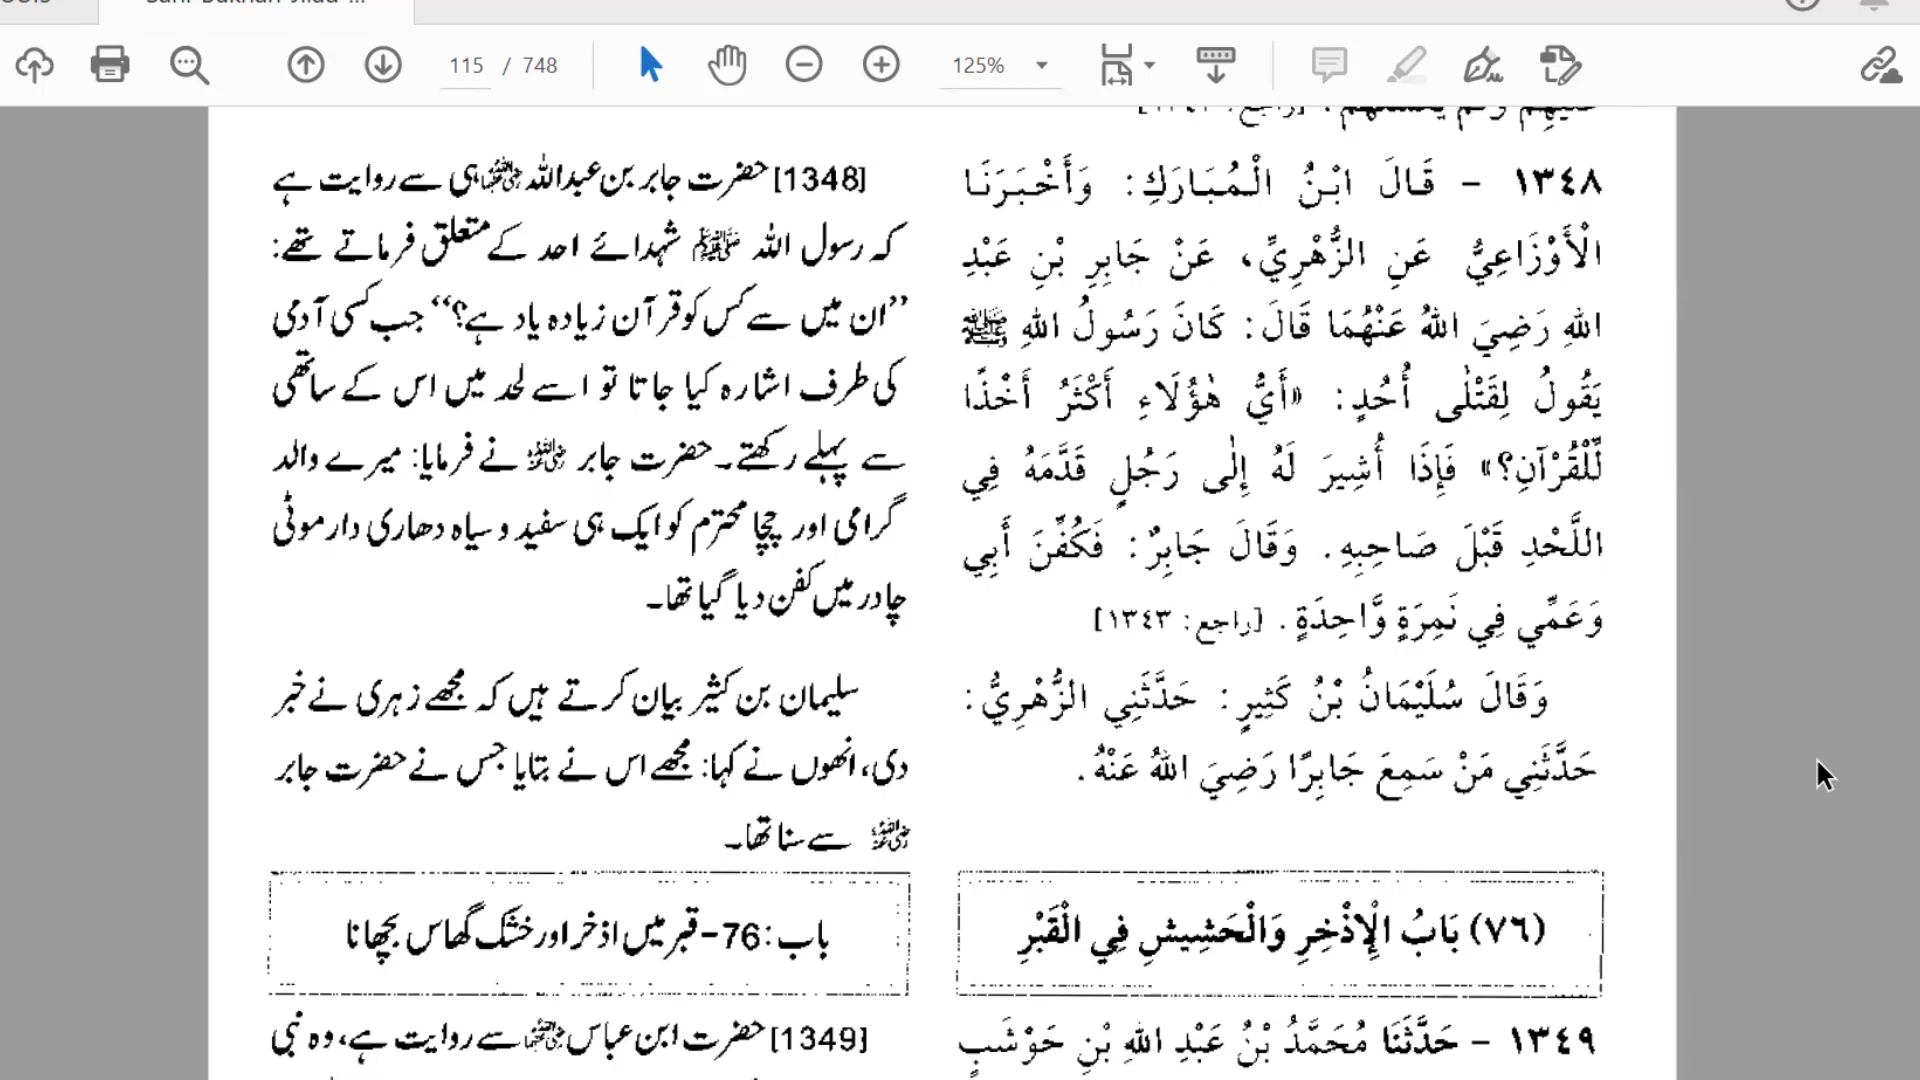 115 / 748
125%
١٣٤٨ - قَالَ ابْنُ الْمُبَارَكِ: وَأَخْبَرَنَا
الْأَوْزَاعِيُّ عَنِ الزُّهْرِيِّ، عَنْ جَابِرِ بْنِ عَبْدِ
اللهِ رَضِيَ اللهُ عَنْهُمَا قَالَ: كَانَ رَسُولُ اللهِ ﷺ
يَقُولُ لِقَتْلٰى أُحُدٍ: «أَيُّ هٰؤُلَاءِ أَكْثَرُ أَخْذًا
لِّلْقُرْآنِ؟» فَإِذَا أُشِيرَ لَهُ إِلٰى رَجُلٍ قَدَّمَهُ فِي
اللَّحْدِ قَبْلَ صَاحِبِهِ. وَقَالَ جَابِرٌ: فَكُفِّنَ أَبِي
وَعَمِّي فِي نَمِرَةٍ وَّاحِدَةٍ. [راجع: ١٣٤٣]
وَقَالَ سُلَيْمَانُ بْنُ كَثِيرٍ: حَدَّثَنِي الزُّهْرِيُّ:
حَدَّثَنِي مَنْ سَمِعَ جَابِرًا رَضِيَ اللهُ عَنْهُ.
[1348] حضرت جابر بن عبداللہ ؓ ہی سے روایت ہے
کہ رسول اللہ ﷺ شہدائے احد کے متعلق فرماتے تھے:
’’ان میں سے کس کو قرآن زیادہ یاد ہے؟‘‘ جب کسی آدمی
کی طرف اشارہ کیا جاتا تو اسے لحد میں اس کے ساتھی
سے پہلے رکھتے۔ حضرت جابر ؓ نے فرمایا: میرے والد
گرامی اور چچا محترم کو ایک ہی سفید و سیاہ دھاری دار موٹی
چادر میں کفن دیا گیا تھا۔
سلیمان بن کثیر بیان کرتے ہیں کہ مجھے زہری نے خبر
دی، انھوں نے کہا: مجھے اس نے بتایا جس نے حضرت جابر
ؓ سے سنا تھا۔
(٧٦) بَابُ الْإِذْخِرِ وَالْحَشِيشِ فِي الْقَبْرِ
باب: 76- قبر میں اذخر اور خشک گھاس بچھانا
١٣٤٩ - حَدَّثَنَا مُحَمَّدُ بْنُ عَبْدِ اللهِ بْنِ حَوْشَبٍ
[1349] حضرت ابن عباس ؓ سے روایت ہے، وہ نبی